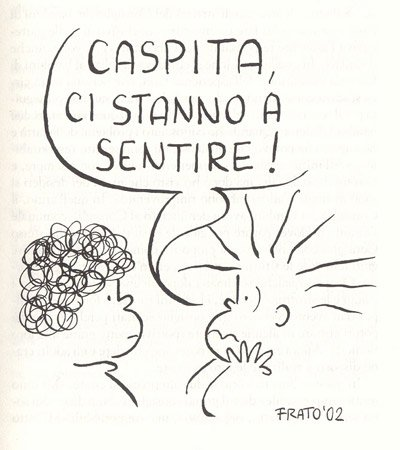 CASPITA,
CI STANNO A
SENTIRE!
FRATO '02